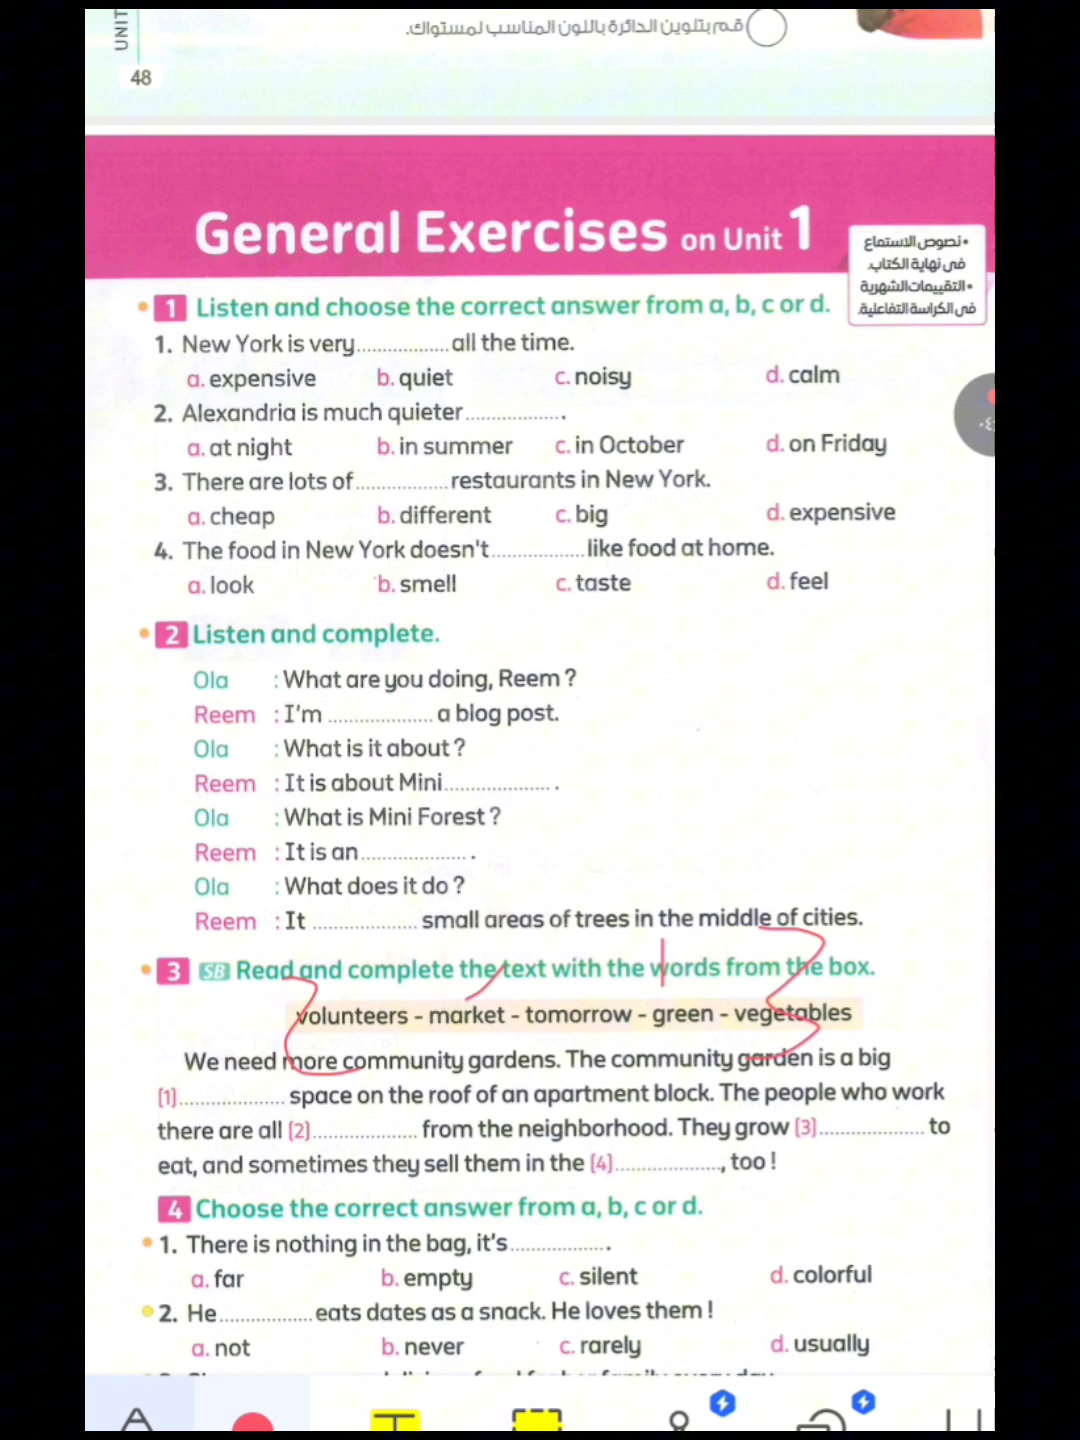 UNIT
قم بتلوين الدائرة باللون المناسب لمستواك.
48
General Exercises on Unit 1
• نصوص الاستماع
فى نهاية الكتاب.
• التقييمات الشهرية
فى الكراسة التفاعلية.
1 Listen and choose the correct answer from a, b, c or d.
1. New York is very................ all the time.
a. expensive b. quiet c. noisy d. calm
2. Alexandria is much quieter................ .
a. at night b. in summer c. in October d. on Friday
3. There are lots of ................ restaurants in New York.
a. cheap b. different c. big d. expensive
4. The food in New York doesn't ................ like food at home.
a. look b. smell c. taste d. feel
2 Listen and complete.
Ola : What are you doing, Reem ?
Reem : I'm .................. a blog post.
Ola : What is it about ?
Reem : It is about Mini................... .
Ola : What is Mini Forest ?
Reem : It is an................... .
Ola : What does it do ?
Reem : It .................. small areas of trees in the middle of cities.
3 SB Read and complete the text with the words from the box.
volunteers - market - tomorrow - green - vegetables
We need more community gardens. The community garden is a big
(1).................. space on the roof of an apartment block. The people who work
there are all (2).................. from the neighborhood. They grow (3).................. to
eat, and sometimes they sell them in the (4).................., too !
4 Choose the correct answer from a, b, c or d.
1. There is nothing in the bag, it's................. .
a. far b. empty c. silent d. colorful
2. He................ eats dates as a snack. He loves them !
a. not b. never c. rarely d. usually